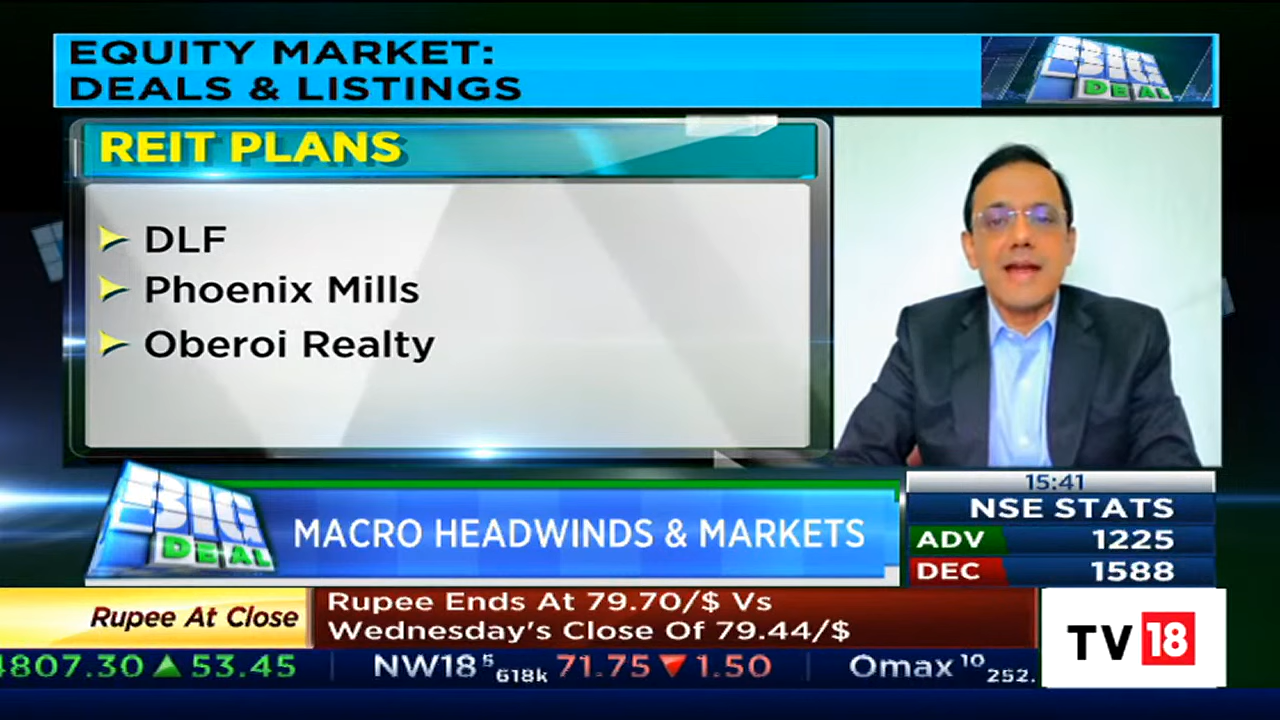 EQUITY MARKET:
DEALS & LISTINGS
BIG
DEAL
REIT PLANS
DLF
Phoenix Mills
Oberoi Realty
BIG
DEAL
MACRO HEADWINDS & MARKETS
15:41
NSE STATS
ADV 1225
DEC 1588
Rupee At Close
Rupee Ends At 79.70/$ Vs
Wednesday's Close Of 79.44/$
TV18
4807.30 ▲ 53.45 NW18 5 618k 71.75 ▼ 1.50 Omax 10 252.